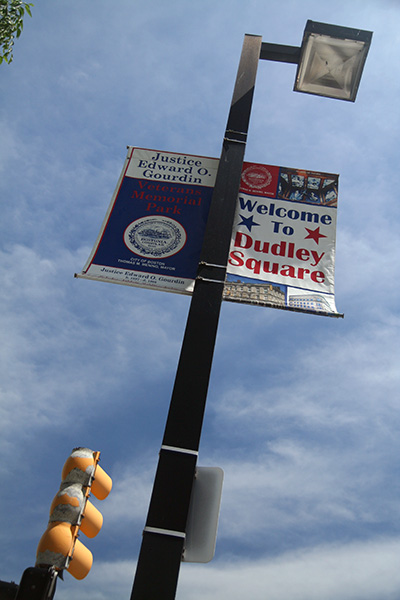 Justice
Edward O.
Gourdin
Veterans
Memorial
Park
BOSTONIA
CITY OF BOSTON
THOMAS M. MENINO, MAYOR
Justice Edward O. Gourdin
Welcome
To
Dudley
Square